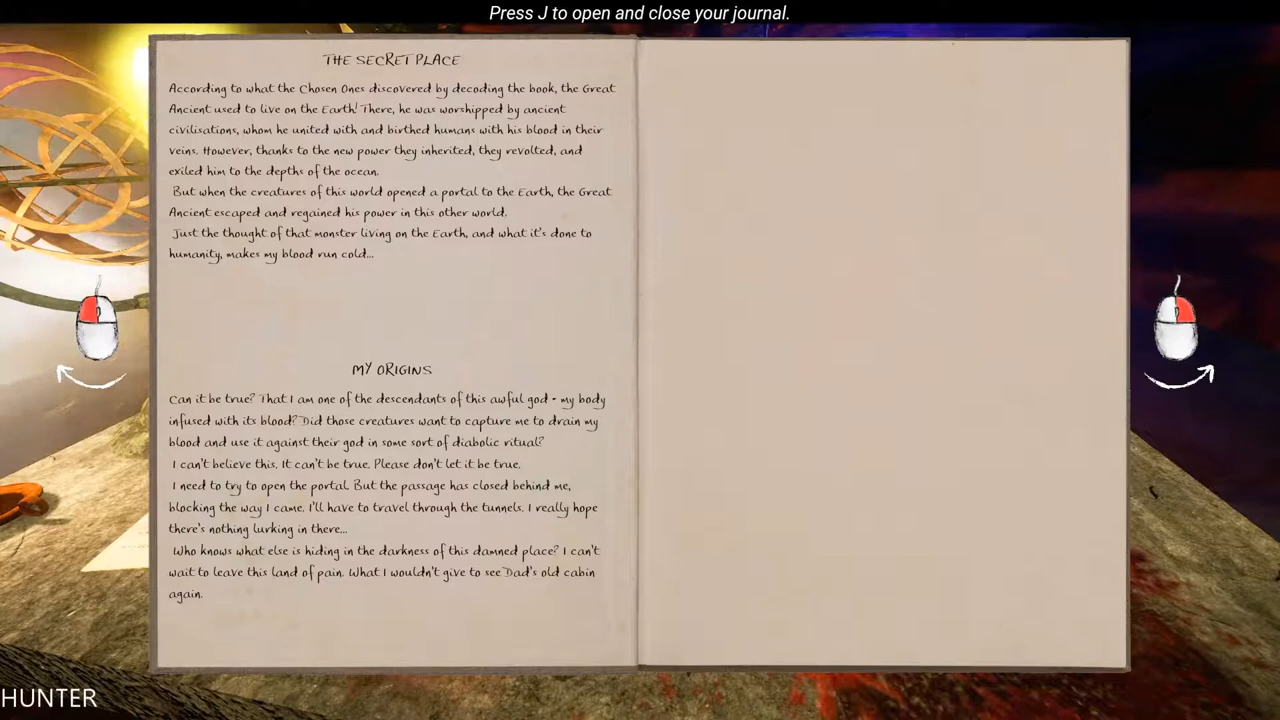 Press J to open and close your journal.
THE SECRET PLACE
According to what the Chosen Ones discovered by decoding the book, the Great
Ancient used to live on the Earth! There, he was worshipped by ancient
civilisations, whom he united with and birthed humans with his blood in their
veins. However, thanks to the new power they inherited, they revolted, and
exiled him to the depths of the ocean.
But when the creatures of this world opened a portal to the Earth, the Great
Ancient escaped and regained his power in this other world.
Just the thought of that monster living on the Earth, and what it's done to
humanity, makes my blood run cold...
MY ORIGINS
Can it be true? That I am one of the descendants of this awful god - my body
infused with its blood? Did those creatures want to capture me to drain my
blood and use it against their god in some sort of diabolic ritual?
I can't believe this. It can't be true. Please don't let it be true.
I need to try to open the portal. But the passage has closed behind me,
blocking the way I came. I'll have to travel through the tunnels. I really hope
there's nothing lurking in there...
Who knows what else is hiding in the darkness of this damned place? I can't
wait to leave this land of pain. What I wouldn't give to see Dad's old cabin
again.
HUNTER